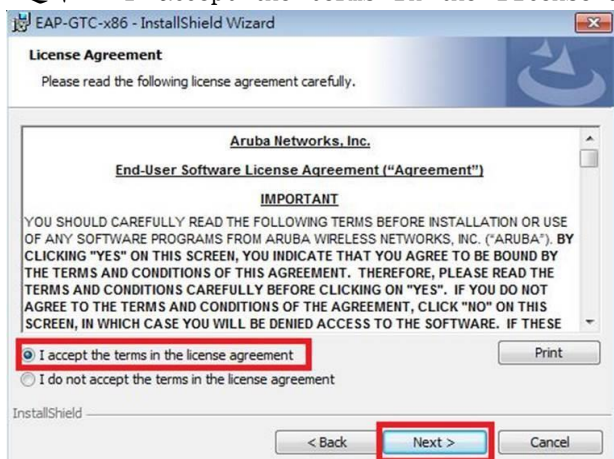 EAP-GTC-x86 - InstallShield Wizard
License Agreement
Please read the following license agreement carefully.
Aruba Networks, Inc.
End-User Software License Agreement ("Agreement")
IMPORTANT
YOU SHOULD CAREFULLY READ THE FOLLOWING TERMS BEFORE INSTALLATION OR USE
OF ANY SOFTWARE PROGRAMS FROM ARUBA WIRELESS NETWORKS, INC. ("ARUBA"). BY
CLICKING "YES" ON THIS SCREEN, YOU INDICATE THAT YOU AGREE TO BE BOUND BY
THE TERMS AND CONDITIONS OF THIS AGREEMENT. THEREFORE, PLEASE READ THE
TERMS AND CONDITIONS CAREFULLY BEFORE CLICKING ON "YES". IF YOU DO NOT
AGREE TO THE TERMS AND CONDITIONS OF THE AGREEMENT, CLICK "NO" ON THIS
SCREEN, IN WHICH CASE YOU WILL BE DENIED ACCESS TO THE SOFTWARE. IF THESE
I accept the terms in the license agreement
Print
I do not accept the terms in the license agreement
InstallShield
< Back
Next >
Cancel